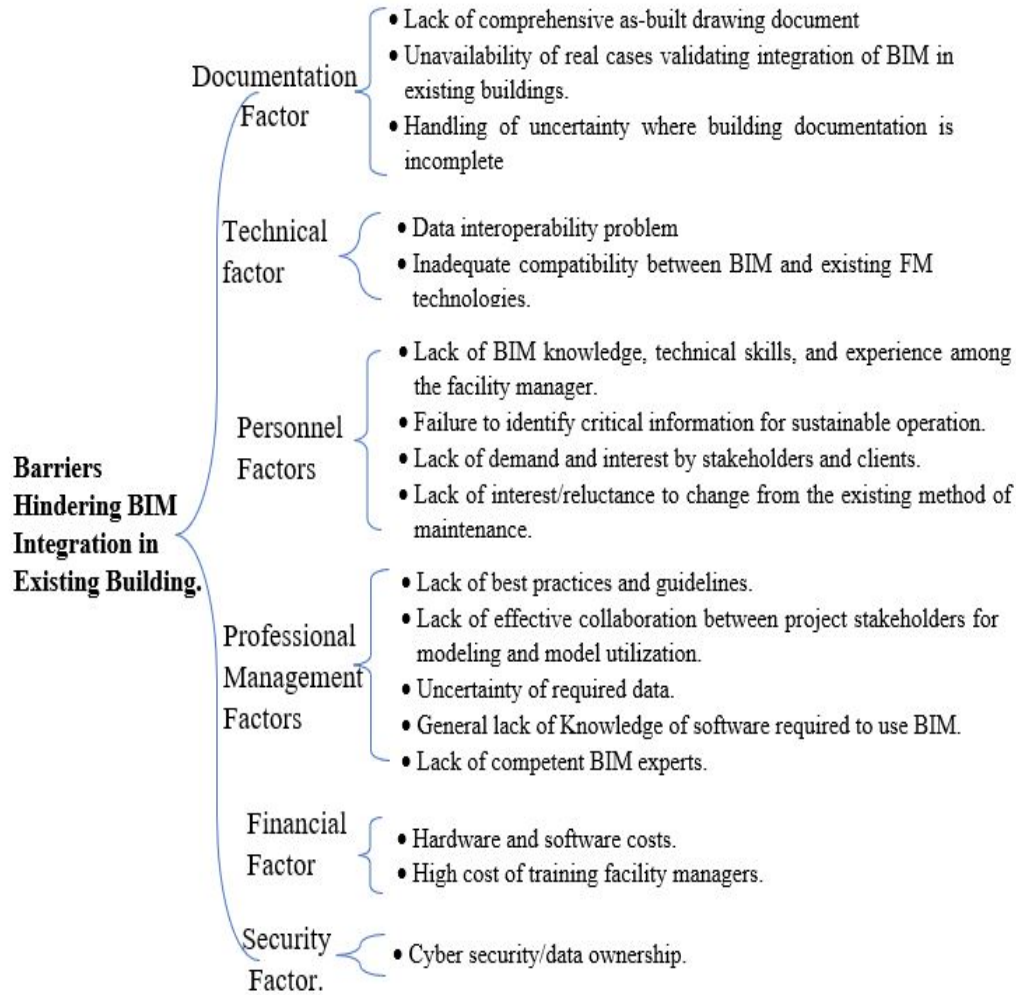 Barriers
Hindering BIM
Integration in
Existing Building.
Documentation
Factor
• Lack of comprehensive as-built drawing document
• Unavailability of real cases validating integration of BIM in
existing buildings.
• Handling of uncertainty where building documentation is
incomplete
Technical
factor
• Data interoperability problem
• Inadequate compatibility between BIM and existing FM
technologies.
Personnel
Factors
• Lack of BIM knowledge, technical skills, and experience among
the facility manager.
• Failure to identify critical information for sustainable operation.
• Lack of demand and interest by stakeholders and clients.
• Lack of interest/reluctance to change from the existing method of
maintenance.
Professional
Management
Factors
• Lack of best practices and guidelines.
• Lack of effective collaboration between project stakeholders for
modeling and model utilization.
• Uncertainty of required data.
• General lack of Knowledge of software required to use BIM.
• Lack of competent BIM experts.
Financial
Factor
• Hardware and software costs.
• High cost of training facility managers.
Security
Factor.
• Cyber security/data ownership.